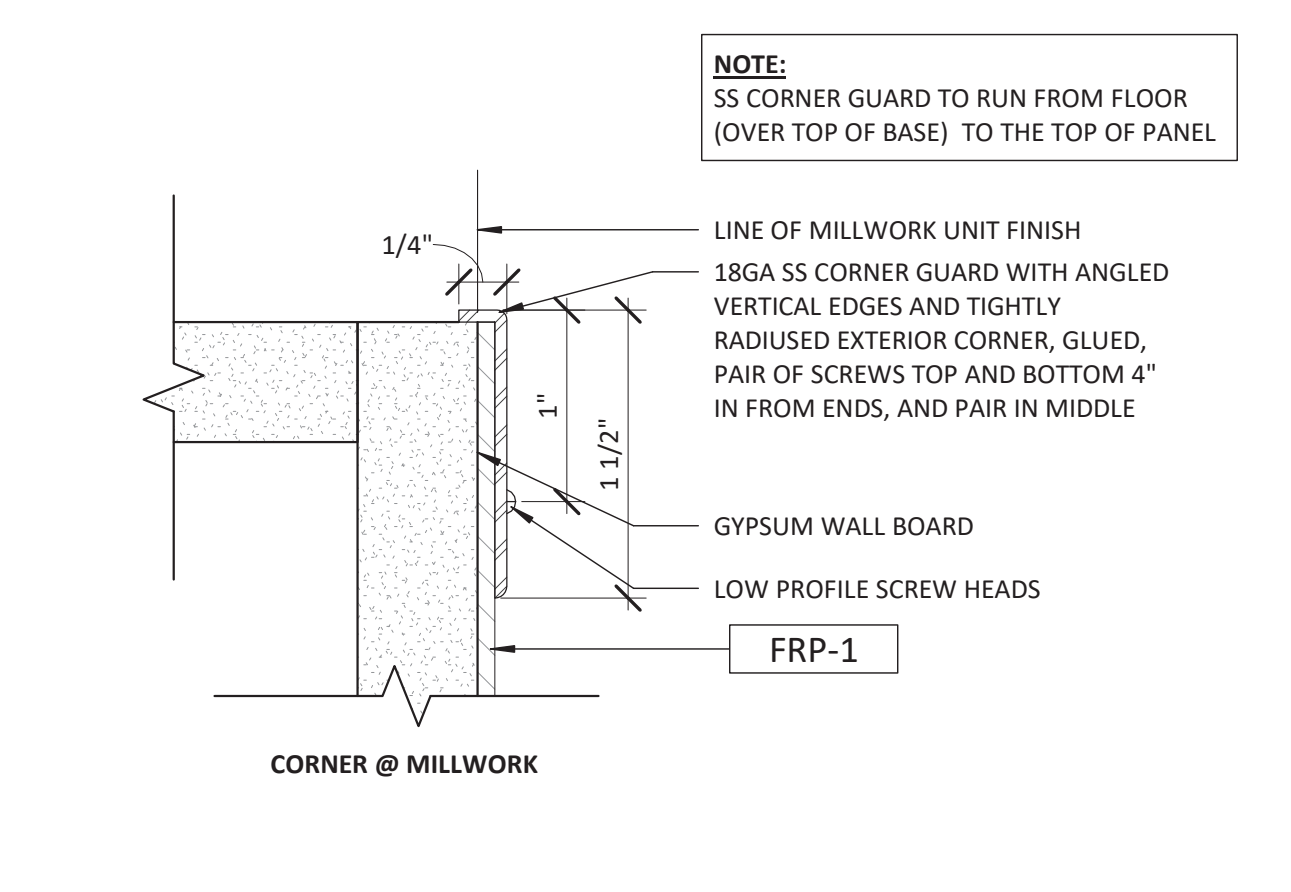 NOTE:
SS CORNER GUARD TO RUN FROM FLOOR
(OVER TOP OF BASE)  TO THE TOP OF PANEL
LINE OF MILLWORK UNIT FINISH
1/4"
18GA SS CORNER GUARD WITH ANGLED
VERTICAL EDGES AND TIGHTLY
RADIUSED EXTERIOR CORNER, GLUED,
PAIR OF SCREWS TOP AND BOTTOM 4"
IN FROM ENDS, AND PAIR IN MIDDLE
1"
1 1/2"
GYPSUM WALL BOARD
LOW PROFILE SCREW HEADS
FRP-1
CORNER @ MILLWORK